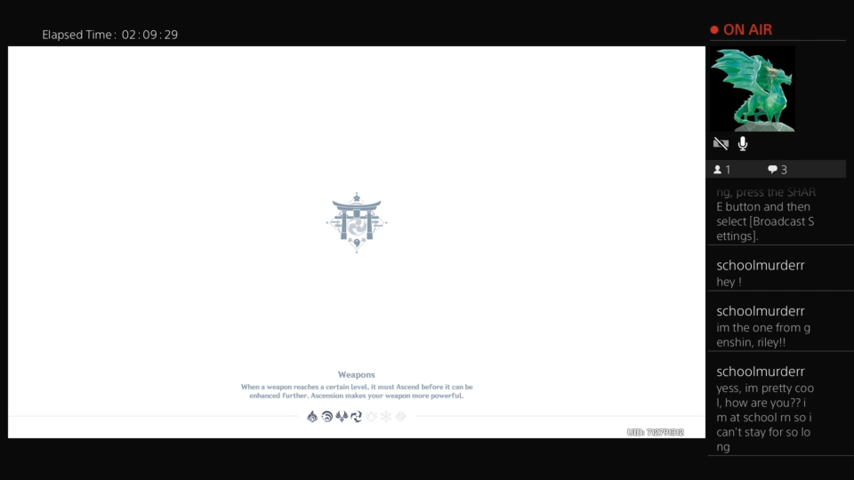 Elapsed Time: 02:09:29
ON AIR
1
3
ng, press the SHAR
E button and then
select [Broadcast S
ettings].
schoolmurderr
hey !
schoolmurderr
im the one from g
enshin, riley!!
schoolmurderr
yess, im pretty coo
l, how are you?? i
m at school rn so i
can't stay for so lo
ng
Weapons
When a weapon reaches a certain level, it must Ascend before it can be
enhanced further. Ascension makes your weapon more powerful.
UID: